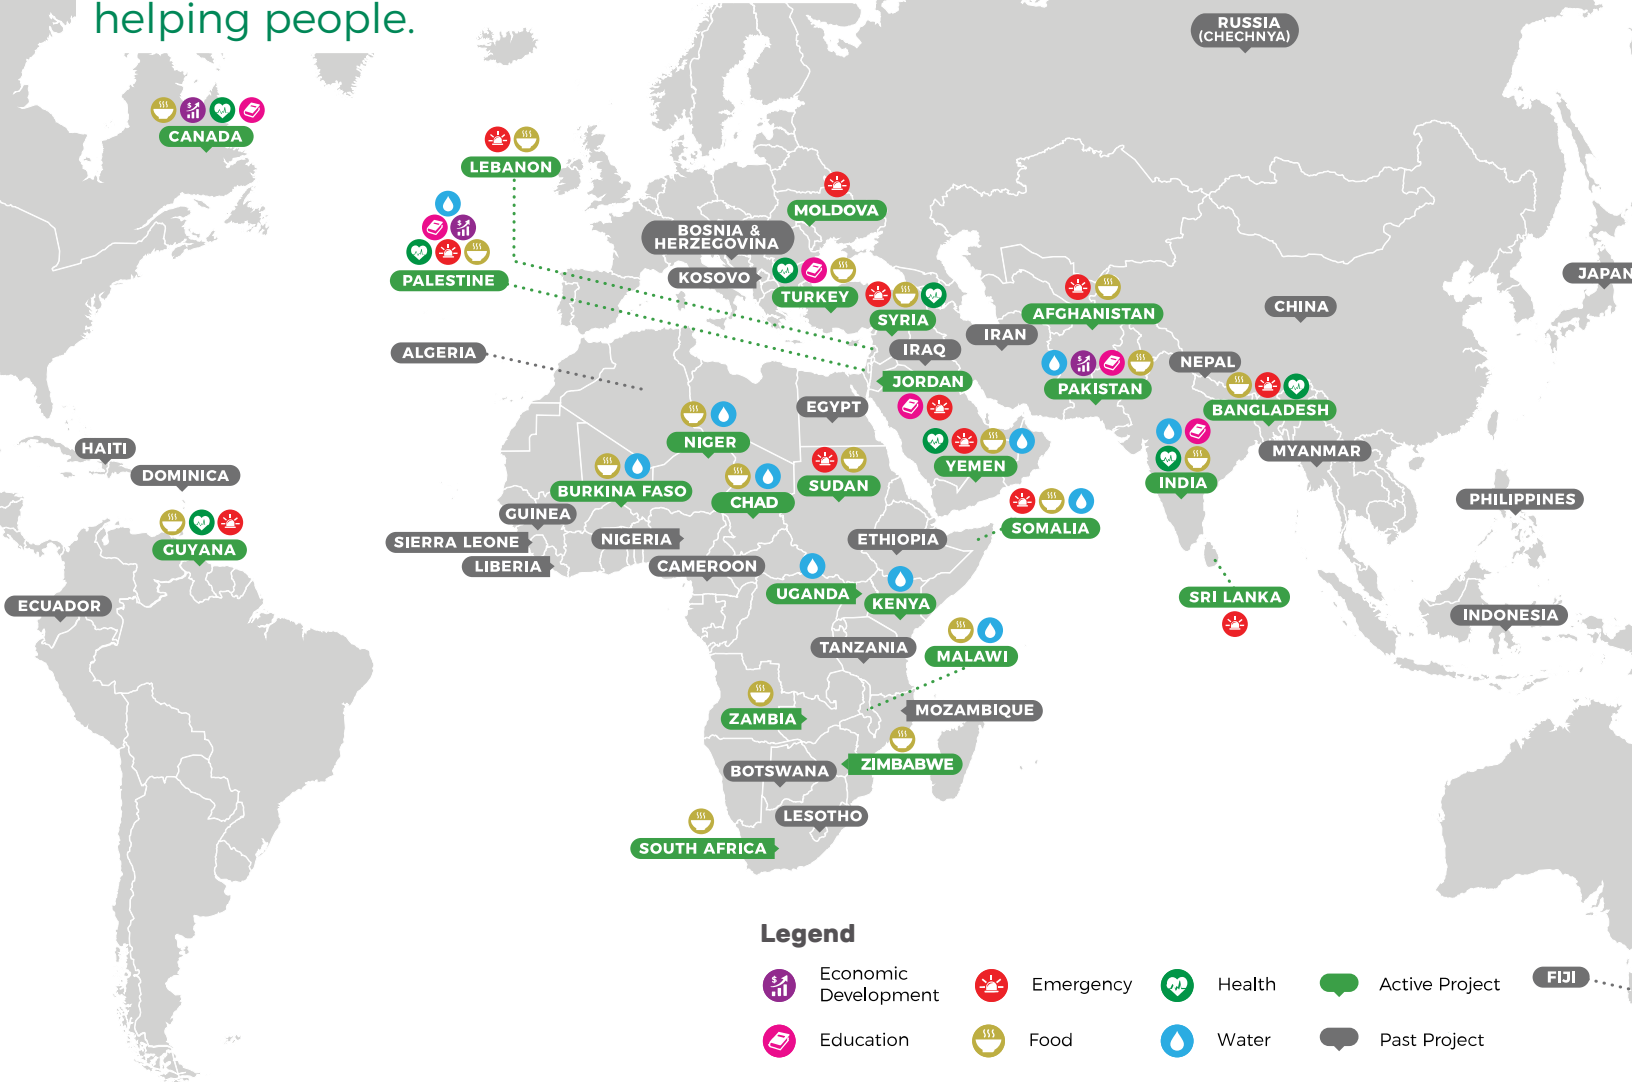 helping people.
RUSSIA
(CHECHNYA)
CANADA
LEBANON
MOLDOVA
BOSNIA &
HERZEGOVINA
KOSOVO
PALESTINE
TURKEY
SYRIA
AFGHANISTAN
JAPAN
CHINA
IRAN
IRAQ
ALGERIA
NEPAL
JORDAN
PAKISTAN
EGYPT
BANGLADESH
NIGER
HAITI
MYANMAR
DOMINICA
YEMEN
BURKINA FASO
CHAD
SUDAN
INDIA
PHILIPPINES
GUINEA
SOMALIA
SIERRA LEONE
NIGERIA
ETHIOPIA
GUYANA
LIBERIA
CAMEROON
UGANDA
KENYA
SRI LANKA
ECUADOR
INDONESIA
TANZANIA
MALAWI
ZAMBIA
MOZAMBIQUE
BOTSWANA
ZIMBABWE
LESOTHO
SOUTH AFRICA
Legend
Economic
Development
Emergency
Health
Active Project
FIJI
Education
Food
Water
Past Project